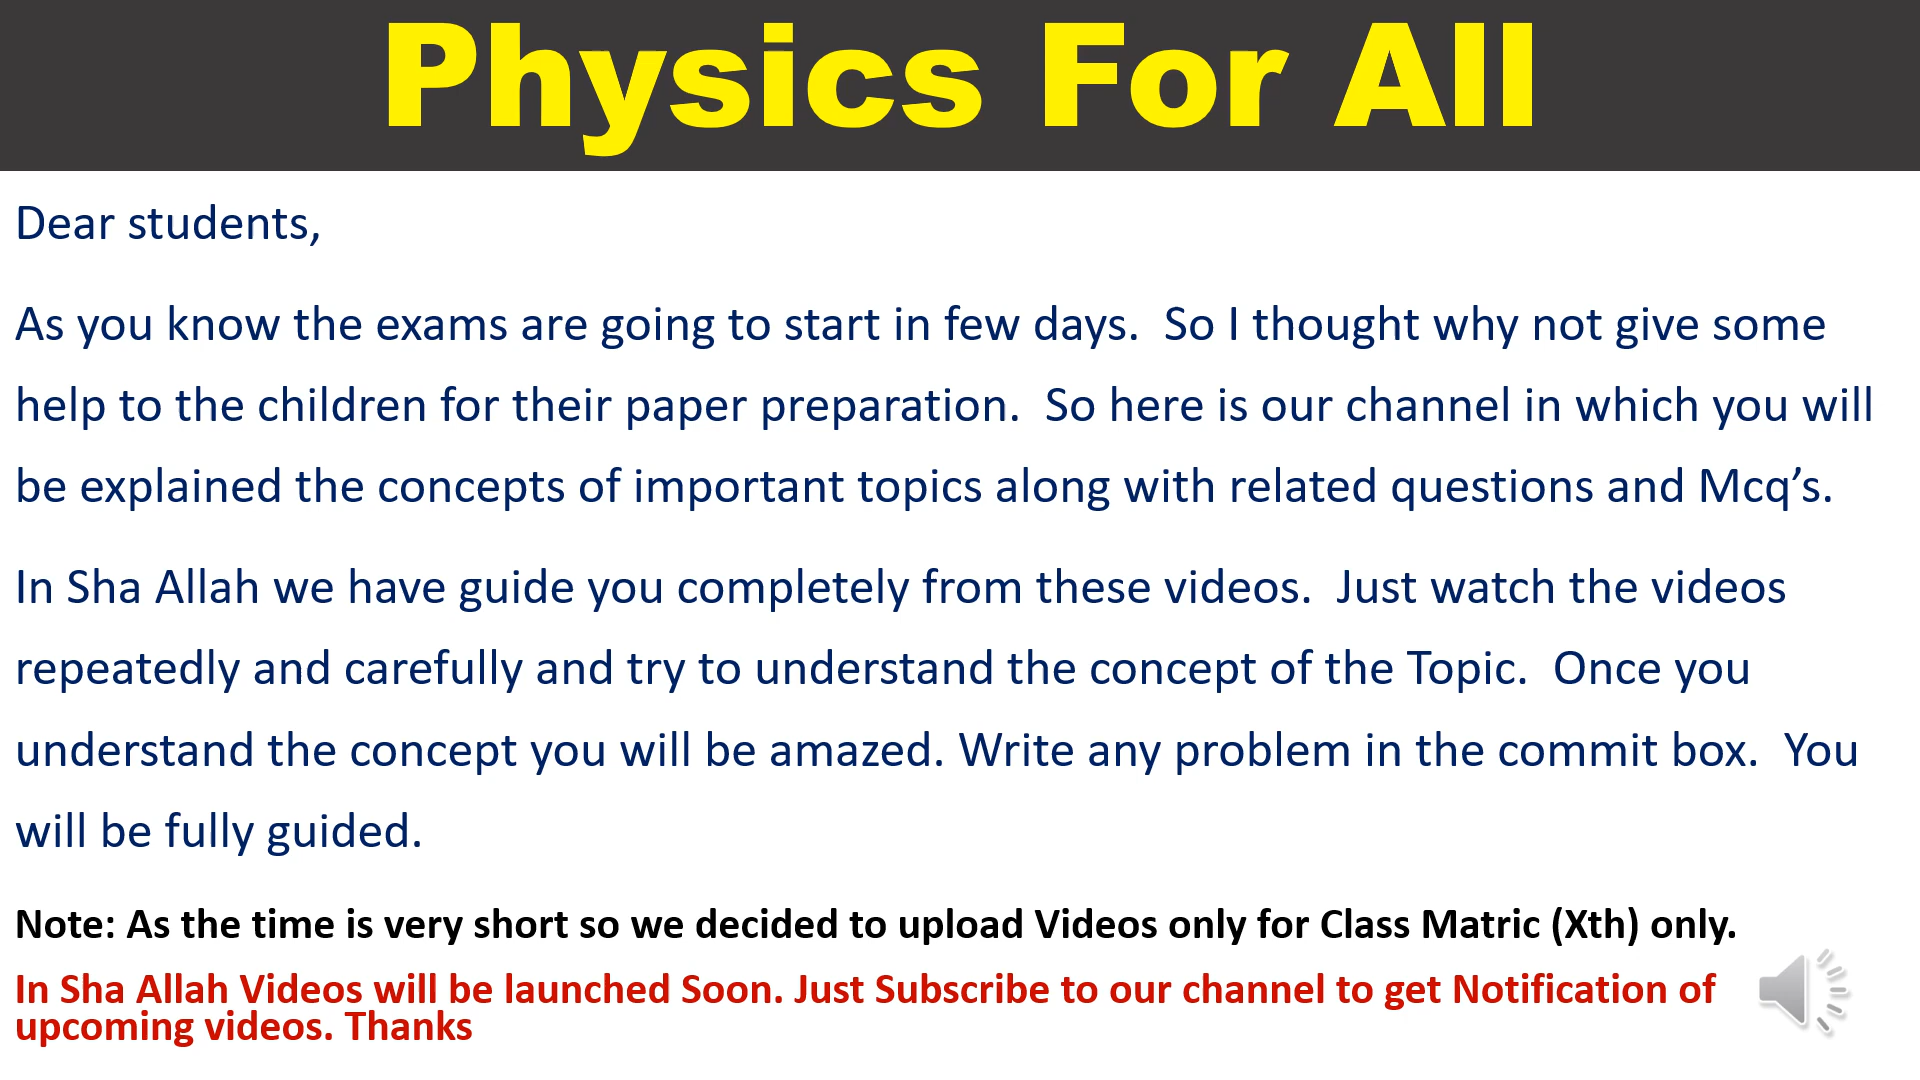 Physics For All
Dear students,
As you know the exams are going to start in few days.  So I thought why not give some
help to the children for their paper preparation.  So here is our channel in which you will
be explained the concepts of important topics along with related questions and Mcq’s.
In Sha Allah we have guide you completely from these videos.  Just watch the videos
repeatedly and carefully and try to understand the concept of the Topic.  Once you
understand the concept you will be amazed. Write any problem in the commit box.  You
will be fully guided.
Note: As the time is very short so we decided to upload Videos only for Class Matric (Xth) only.
In Sha Allah Videos will be launched Soon. Just Subscribe to our channel to get Notification of
upcoming videos. Thanks